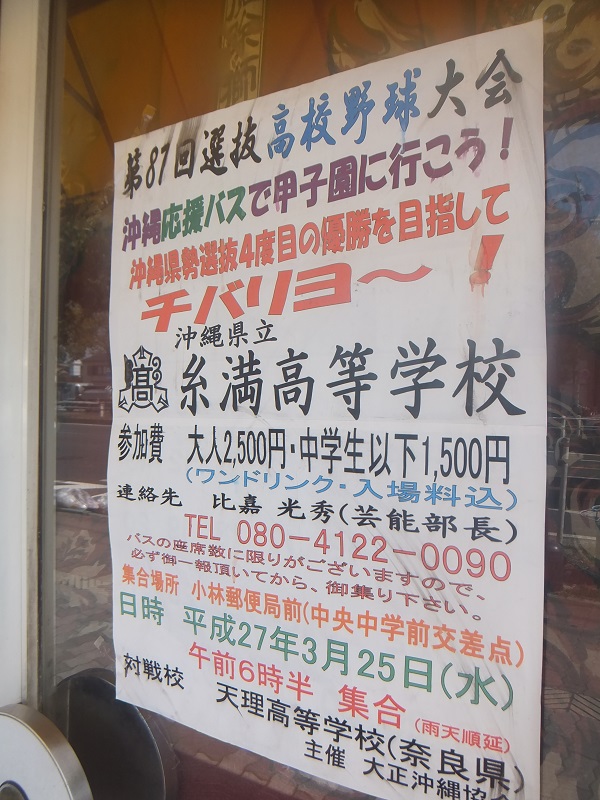 第87回選抜高校野球大会
沖縄応援バスで甲子園に行こう！
沖縄県勢選抜4度目の優勝を目指して
チバリヨ～！
沖縄県立
高 糸満高等学校
参加費 大人2,500円・中学生以下1,500円
(ワンドリンク・入場料込)
連絡先 比嘉 光秀(芸能部長)
TEL 080-4122-0090
バスの座席数に限りがございますので、
必ず御一報頂いてから、御集り下さい。
集合場所 小林郵便局前(中央中学前交差点)
日時 平成27年3月25日(水)
午前6時半 集合 (雨天順延)
対戦校 天理高等学校(奈良県)
主催 大正沖縄協